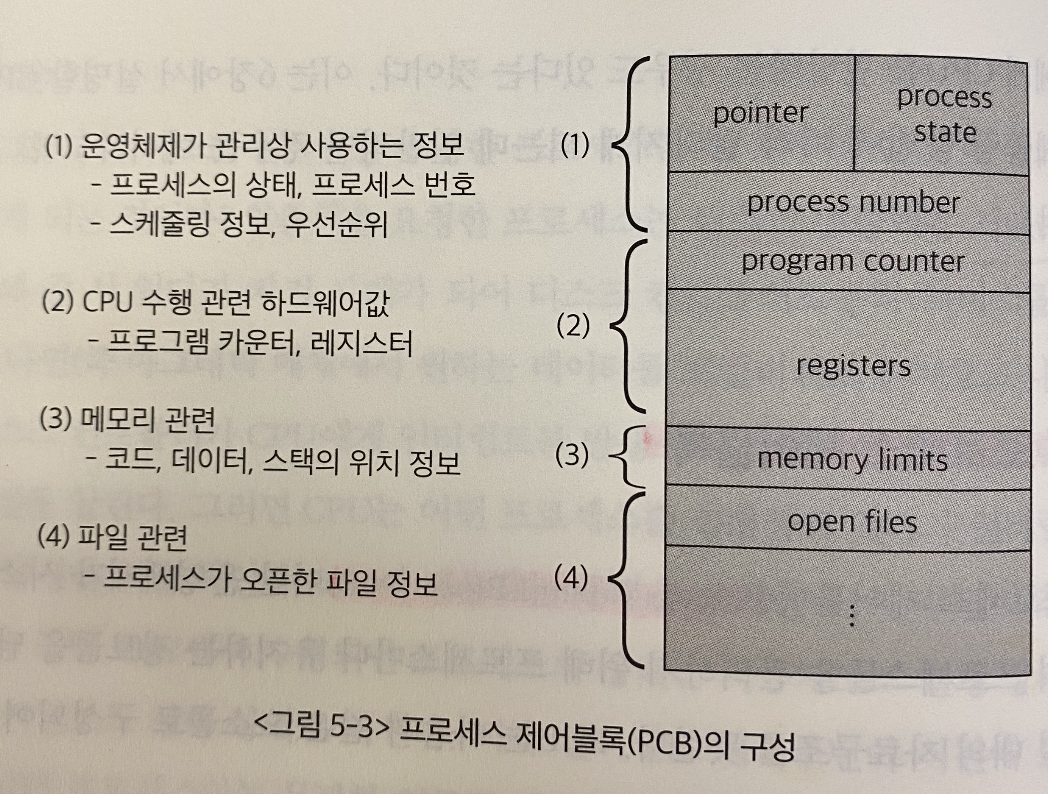 (1) 운영체제가 관리상 사용하는 정보
- 프로세스의 상태, 프로세스 번호
- 스케줄링 정보, 우선순위
(2) CPU 수행 관련 하드웨어값
- 프로그램 카운터, 레지스터
(3) 메모리 관련
- 코드, 데이터, 스택의 위치 정보
(4) 파일 관련
- 프로세스가 오픈한 파일 정보
(1)
pointer
process
state
process number
(2)
program counter
registers
(3)
memory limits
(4)
open files
⋮
<그림 5-3> 프로세스 제어블록(PCB)의 구성